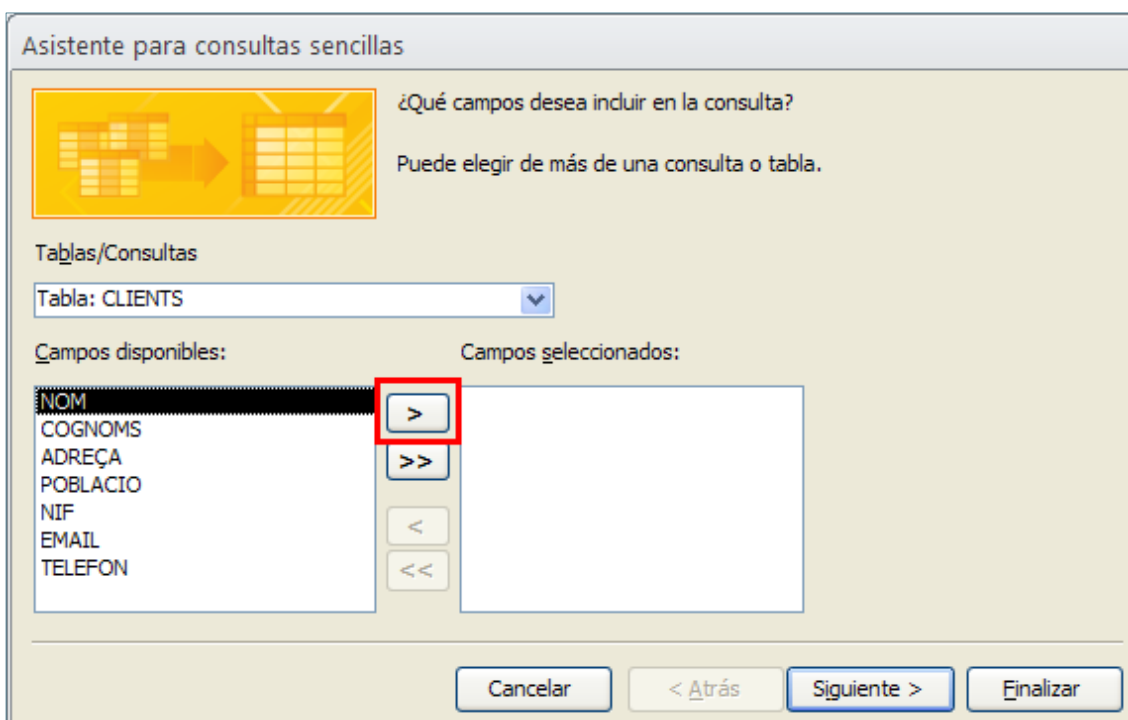 Asistente para consultas sencillas
¿Qué campos desea incluir en la consulta?
Puede elegir de más de una consulta o tabla.
Tablas/Consultas
Tabla: CLIENTS
Campos disponibles:
Campos seleccionados:
NOM
COGNOMS
ADREÇA
POBLACIO
NIF
EMAIL
TELEFON
>
>>
<
<<
Cancelar
< Atrás
Siguiente >
Finalizar